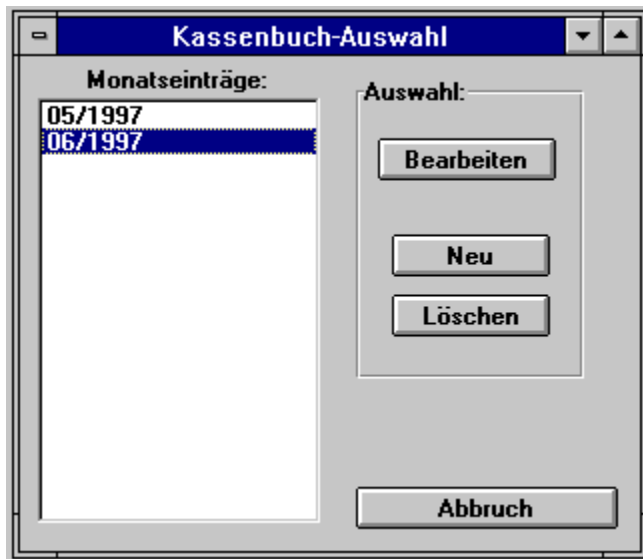 Kassenbuch-Auswahl
Monatseinträge:
05/1997
06/1997
Auswahl:
Bearbeiten
Neu
Löschen
Abbruch